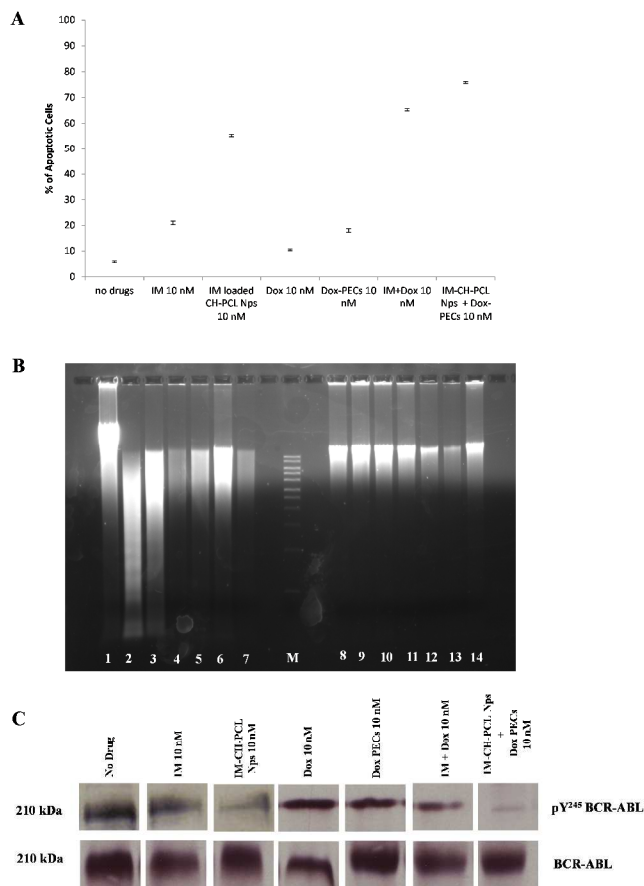 A
100
90
80
70
60
50
40
30
20
10
0
% of Apoptotic Cells
no drugs
IM 10 nM
IM loaded
CH-PCL Nps
10 nM
Dox 10 nM
Dox-PECs 10
nM
IM+Dox 10
nM
IM-CH-PCL
Nps + Dox-
PECs 10 nM
B
1 2 3 4 5 6 7 M 8 9 10 11 12 13 14
C
No Drug
IM 10 nM
IM-CH-PCL
Nps 10 nM
Dox 10 nM
Dox PECs 10 nM
IM + Dox 10 nM
IM-CH-PCL Nps
+
Dox PECs
10 nM
210 kDa
pY²⁴⁵ BCR-ABL
210 kDa
BCR-ABL